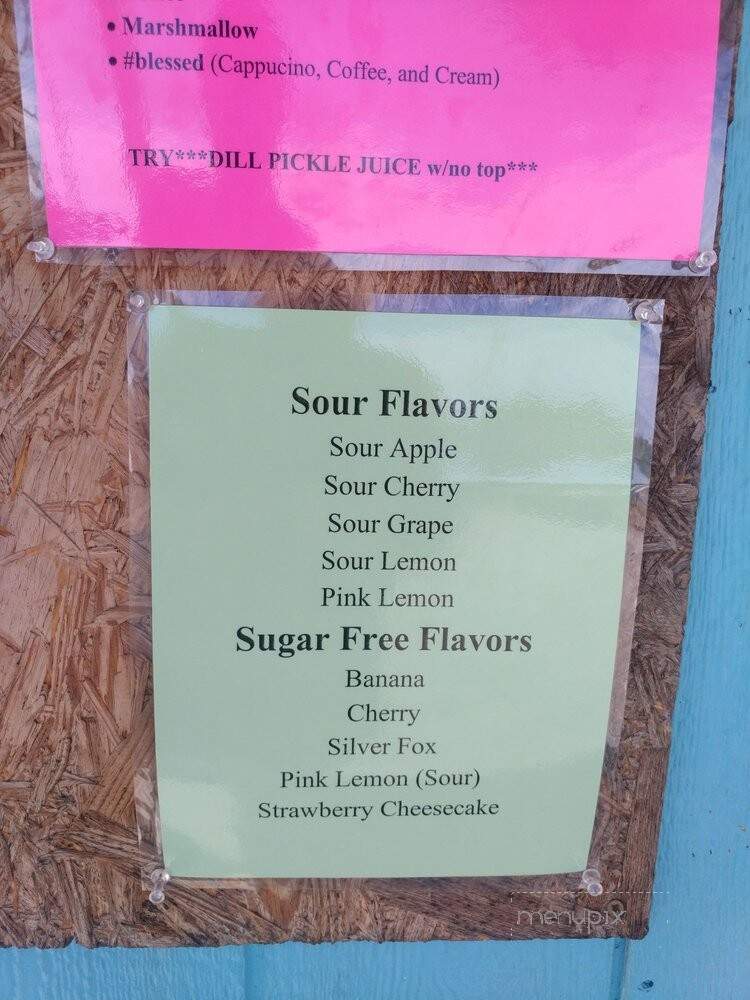 • Marshmallow
• #blessed (Cappucino, Coffee, and Cream)
TRY***DILL PICKLE JUICE w/no top***
Sour Flavors
Sour Apple
Sour Cherry
Sour Grape
Sour Lemon
Pink Lemon
Sugar Free Flavors
Banana
Cherry
Silver Fox
Pink Lemon (Sour)
Strawberry Cheesecake
menupix